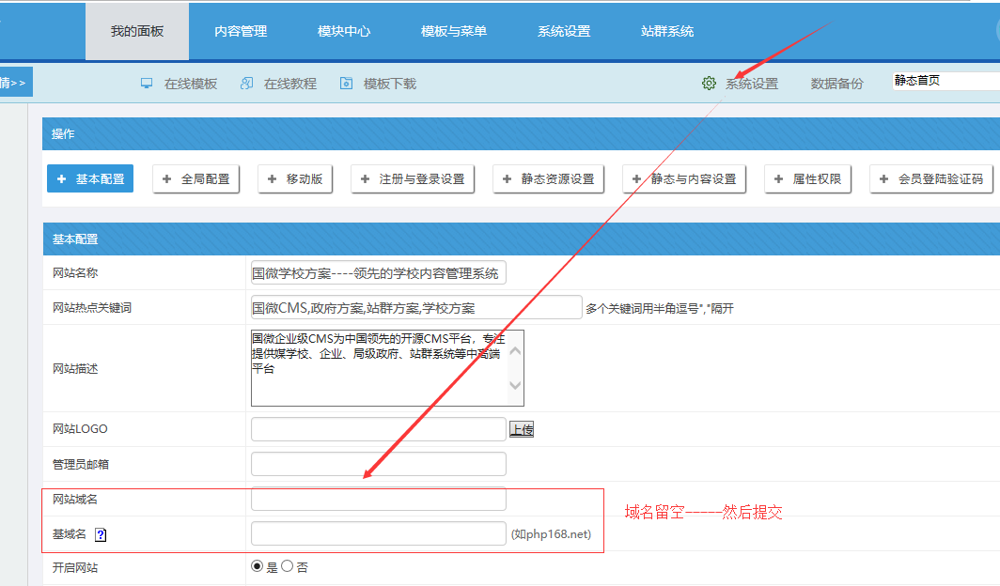 我的面板 内容管理 模块中心 模板与菜单 系统设置 站群系统
情>> 在线模板 在线教程 模板下载 系统设置 数据备份 静态首页
操作
+ 基本配置 + 全局配置 + 移动版 + 注册与登录设置 + 静态资源设置 + 静态与内容设置 + 属性权限 + 会员登陆验证码
基本配置
网站名称 国微学校方案----领先的学校内容管理系统
网站热点关键词 国微CMS,政府方案,站群方案,学校方案 多个关键词用半角逗号","隔开
国微企业级CMS为中国领先的开源CMS平台，专注
提供媒学校、企业、局级政府、站群系统等中高端
网站描述 平台
网站LOGO 上传
管理员邮箱
网站域名
域名留空-----然后提交
基域名 ? (如php168.net)
开启网站 是 否